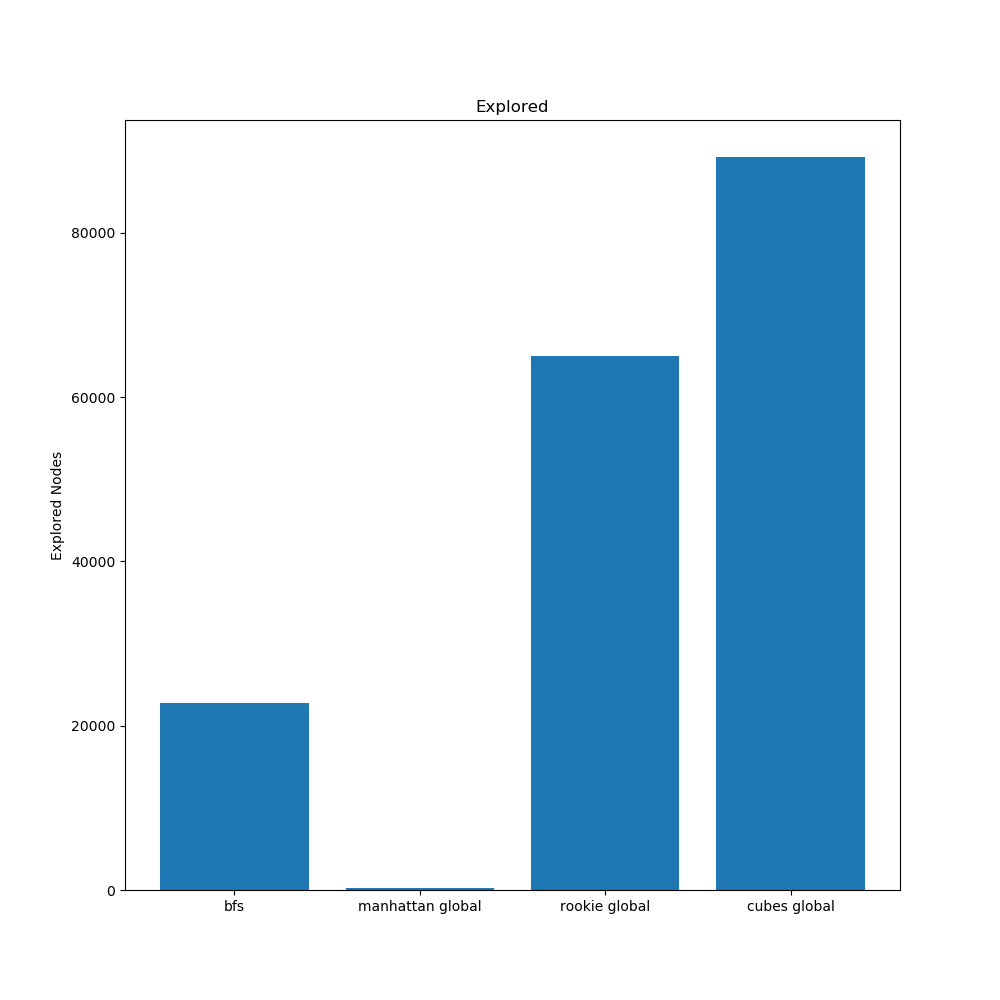 Explored
Explored Nodes
80000
60000
40000
20000
0
bfs
manhattan global
rookie global
cubes global